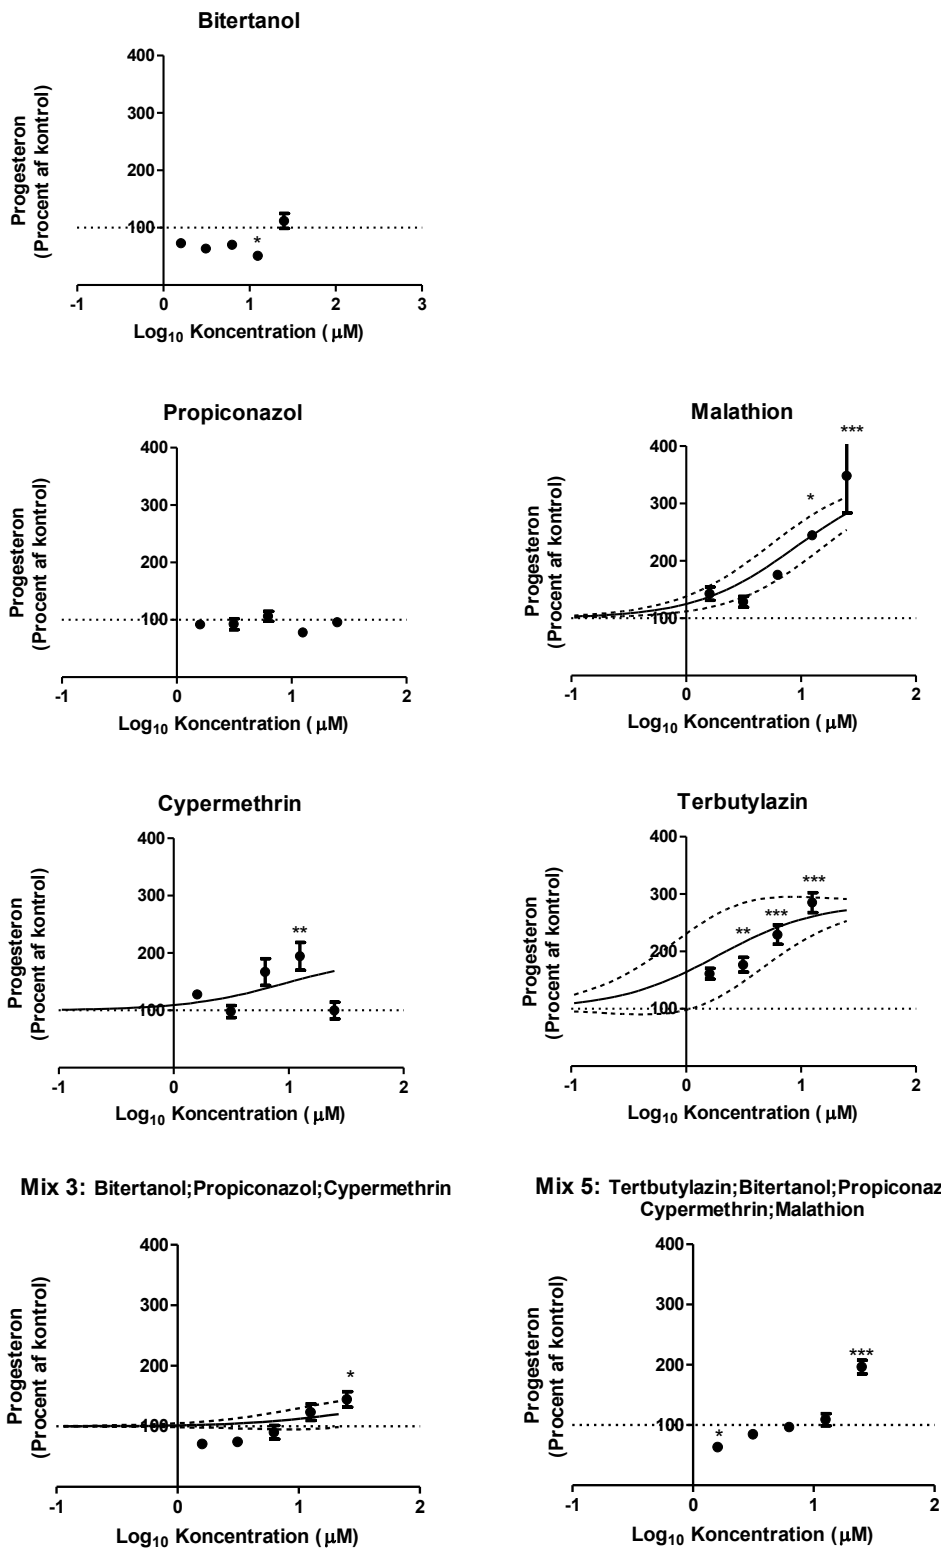 Bitertanol
400
300
200
100
Progesteron
(Procent af kontrol)
*
-1 0 1 2 3
Log₁₀ Koncentration ( µM)
Propiconazol
400
300
200
100
Progesteron
(Procent af kontrol)
-1 0 1 2
Log₁₀ Koncentration ( µM)
Malathion
400
300
200
100
Progesteron
(Procent af kontrol)
* ***
-1 0 1 2
Log₁₀ Koncentration ( µM)
Cypermethrin
400
300
200
100
Progesteron
(Procent af kontrol)
**
-1 0 1 2
Log₁₀ Koncentration ( µM)
Terbutylazin
400
300
200
100
Progesteron
(Procent af kontrol)
** *** ***
-1 0 1 2
Log₁₀ Koncentration ( µM)
Mix 3: Bitertanol;Propiconazol;Cypermethrin
400
300
200
100
Progesteron
(Procent af kontrol)
*
-1 0 1 2
Log₁₀ Koncentration ( µM)
Mix 5: Tertbutylazin;Bitertanol;Propiconaz
Cypermethrin;Malathion
400
300
200
100
Progesteron
(Procent af kontrol)
* ***
-1 0 1 2
Log₁₀ Koncentration ( µM)